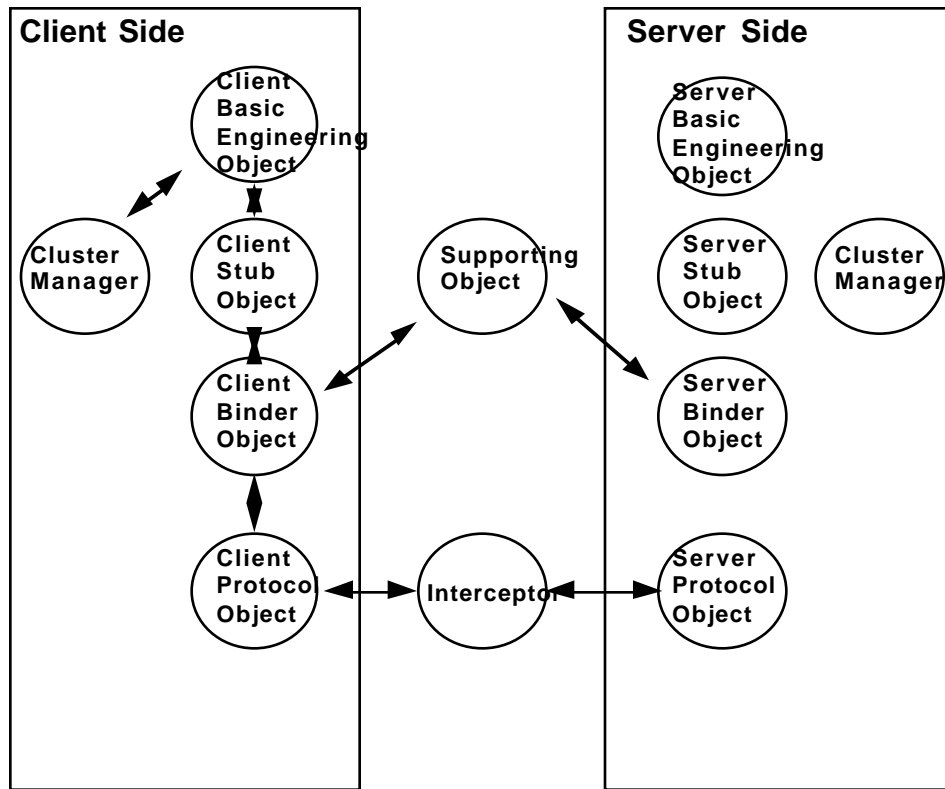 Client Side
Server Side
Client
Basic
Engineering
Object
Server
Basic
Engineering
Object
Cluster
Manager
Client
Stub
Object
Supporting
Object
Server
Stub
Object
Cluster
Manager
Client
Binder
Object
Server
Binder
Object
Client
Protocol
Object
Interceptor
Server
Protocol
Object